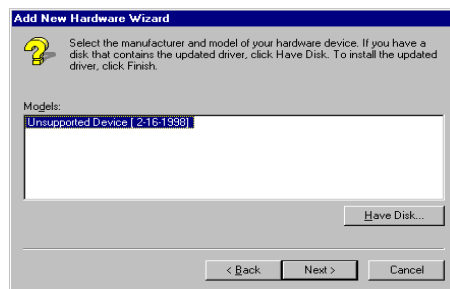 Add New Hardware Wizard
Select the manufacturer and model of your hardware device. If you have a
disk that contains the updated driver, click Have Disk. To install the updated
driver, click Finish.
Models:
Unsupported Device [ 2-16-1998]
Have Disk...
< Back
Next >
Cancel